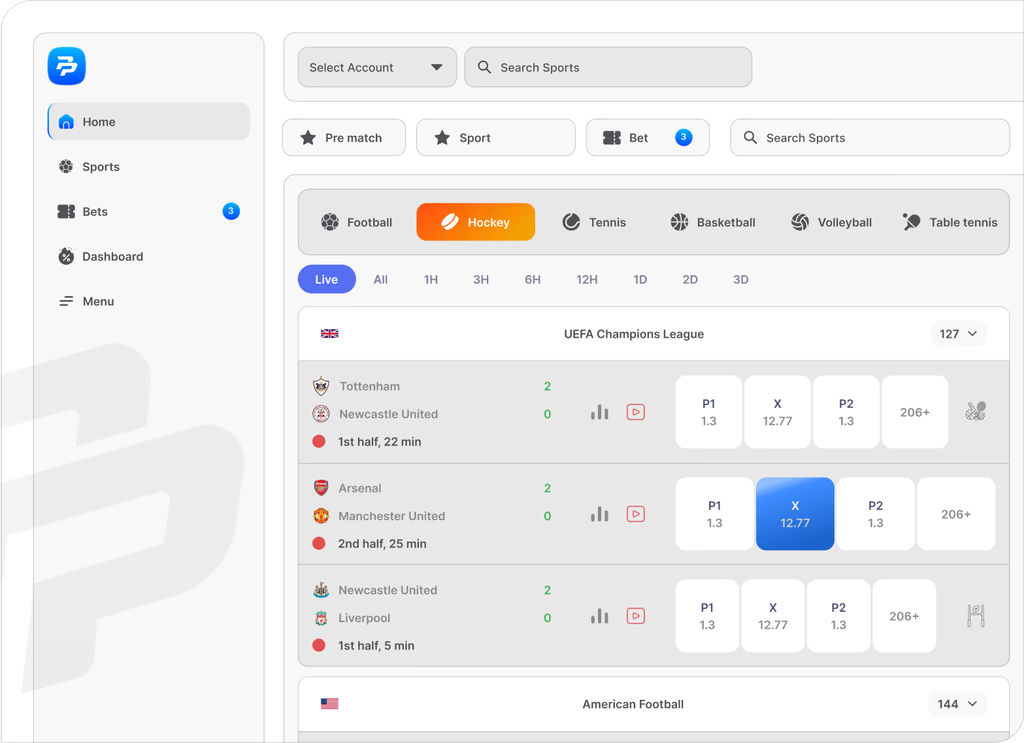 Select Account
Search Sports
Home
Sports
Bets 3
Dashboard
Menu
Pre match
Sport
Bet 3
Search Sports
Football Hockey Tennis Basketball Volleyball Table tennis
Live All 1H 3H 6H 12H 1D 2D 3D
UEFA Champions League 127
Tottenham 2
Newcastle United 0
1st half, 22 min
P1 X P2 206+
1.3 12.77 1.3
Arsenal 2
Manchester United 0
2nd half, 25 min
P1 X P2 206+
1.3 12.77 1.3
Newcastle United 2
Liverpool 0
1st half, 5 min
P1 X P2 206+
1.3 12.77 1.3
American Football 144